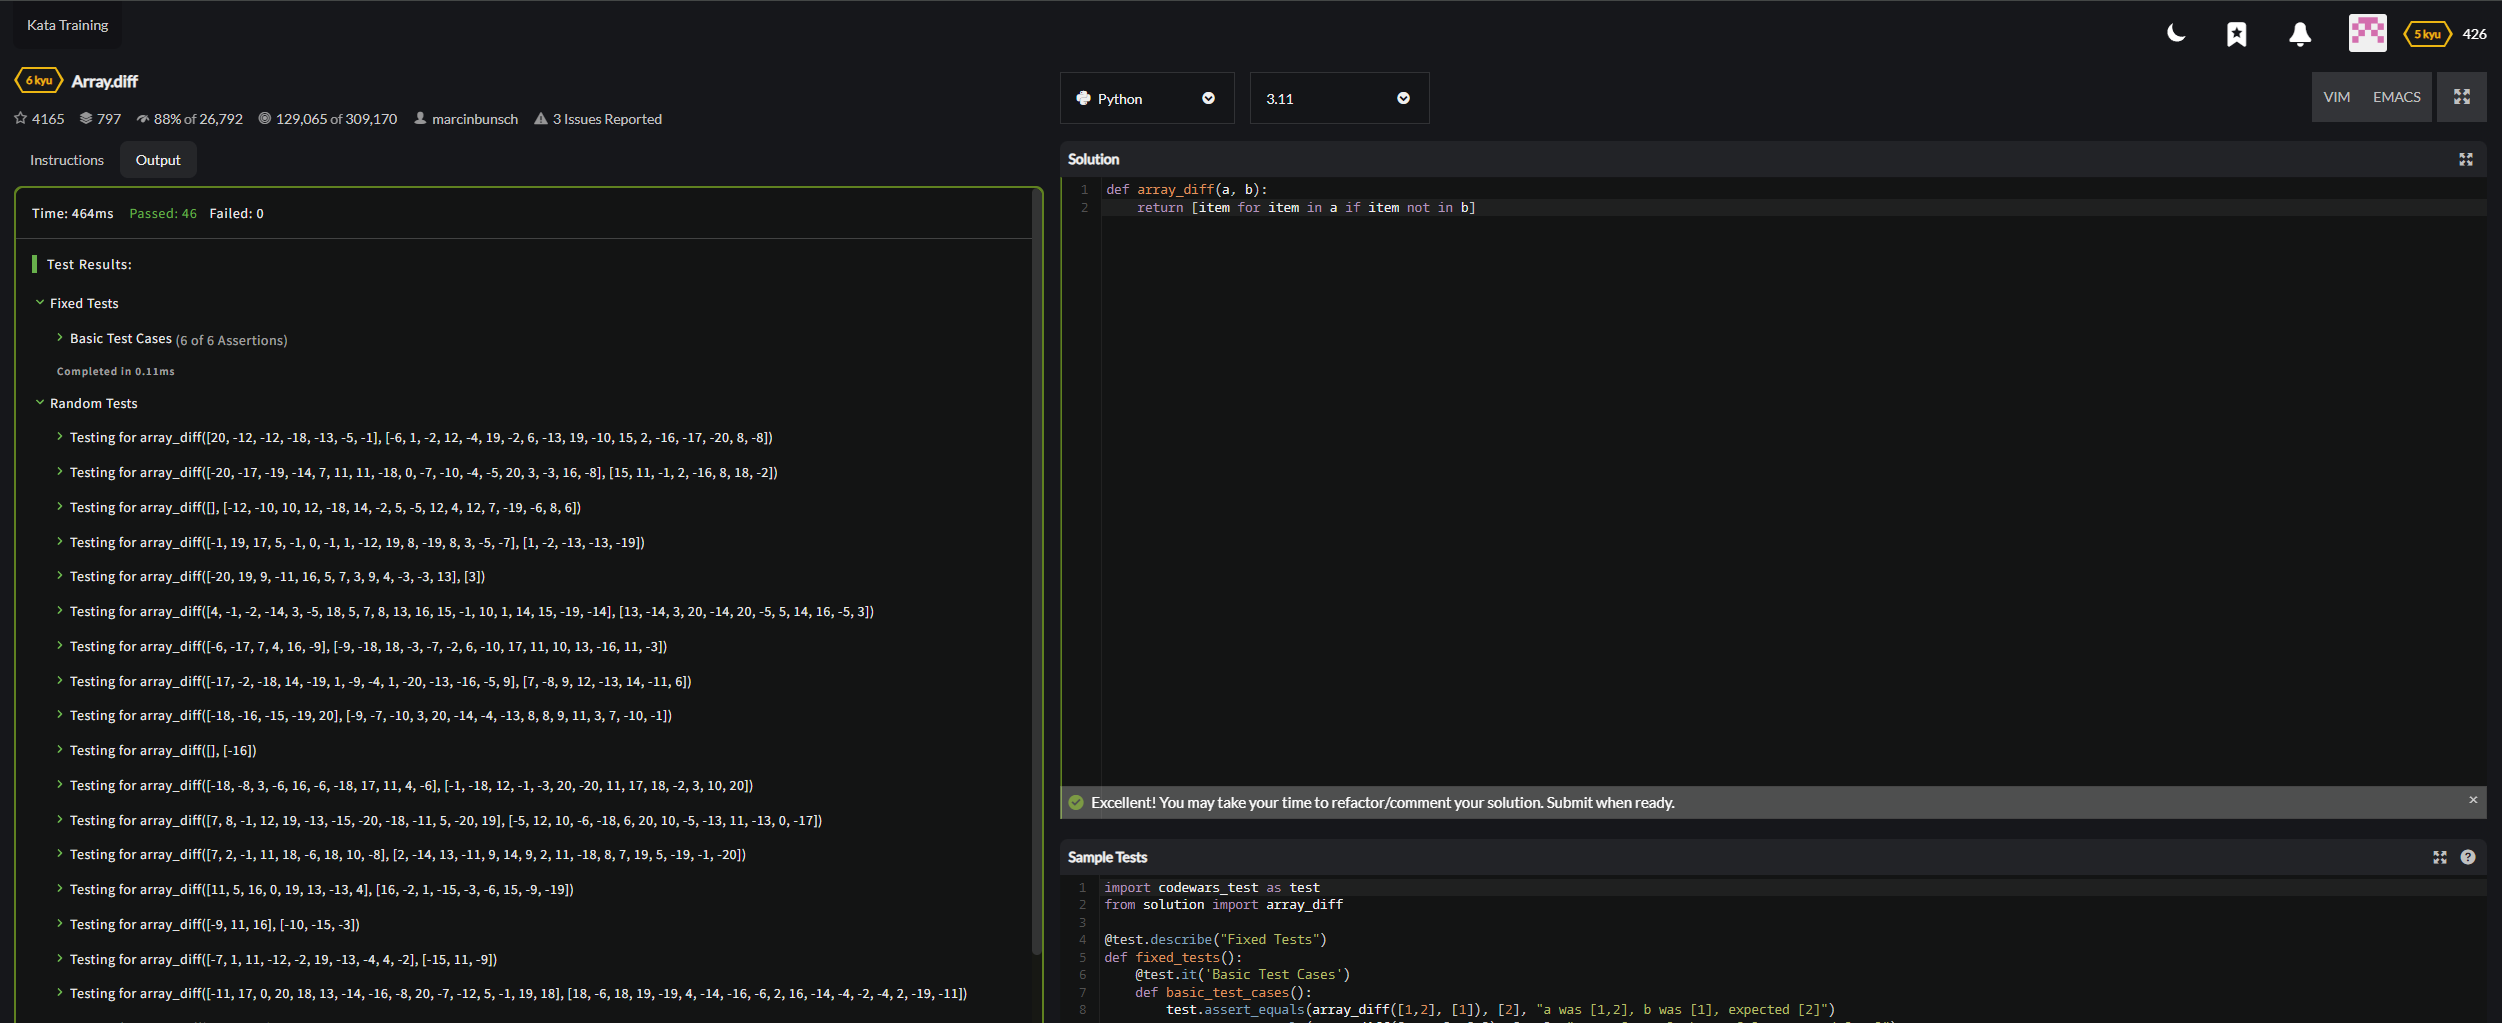 Kata Training
5 kyu 426
6 kyu Array.diff
4165 797 88% of 26,792 129,065 of 309,170 marcinbunsch 3 Issues Reported
Python 3.11 VIM EMACS
Instructions Output
Time: 464ms Passed: 46 Failed: 0
Test Results:
Fixed Tests
Basic Test Cases (6 of 6 Assertions)
Completed in 0.11ms
Random Tests
Testing for array_diff([20, -12, -12, -18, -13, -5, -1], [-6, 1, -2, 12, -4, 19, -2, 6, -13, 19, -10, 15, 2, -16, -17, -20, 8, -8])
Testing for array_diff([-20, -17, -19, -14, 7, 11, 11, -18, 0, -7, -10, -4, -5, 20, 3, -3, 16, -8], [15, 11, -1, 2, -16, 8, 18, -2])
Testing for array_diff([], [-12, -10, 10, 12, -18, 14, -2, 5, -5, 12, 4, 12, 7, -19, -6, 8, 6])
Testing for array_diff([-1, 19, 17, 5, -1, 0, -1, 1, -12, 19, 8, -19, 8, 3, -5, -7], [1, -2, -13, -13, -19])
Testing for array_diff([-20, 19, 9, -11, 16, 5, 7, 3, 9, 4, -3, -3, 13], [3])
Testing for array_diff([4, -1, -2, -14, 3, -5, 18, 5, 7, 8, 13, 16, 15, -1, 10, 1, 14, 15, -19, -14], [13, -14, 3, 20, -14, 20, -5, 5, 14, 16, -5, 3])
Testing for array_diff([-6, -17, 7, 4, 16, -9], [-9, -18, 18, -3, -7, -2, 6, -10, 17, 11, 10, 13, -16, 11, -3])
Testing for array_diff([-17, -2, -18, 14, -19, 1, -9, -4, 1, -20, -13, -16, -5, 9], [7, -8, 9, 12, -13, 14, -11, 6])
Testing for array_diff([-18, -16, -15, -19, 20], [-9, -7, -10, 3, 20, -14, -4, -13, 8, 8, 9, 11, 3, 7, -10, -1])
Testing for array_diff([], [-16])
Testing for array_diff([-18, -8, 3, -6, 16, -6, -18, 17, 11, 4, -6], [-1, -18, 12, -1, -3, 20, -20, 11, 17, 18, -2, 3, 10, 20])
Testing for array_diff([7, 8, -1, 12, 19, -13, -15, -20, -18, -11, 5, -20, 19], [-5, 12, 10, -6, -18, 6, 20, 10, -5, -13, 11, -13, 0, -17])
Testing for array_diff([7, 2, -1, 11, 18, -6, 18, 10, -8], [2, -14, 13, -11, 9, 14, 9, 2, 11, -18, 8, 7, 19, 5, -19, -1, -20])
Testing for array_diff([11, 5, 16, 0, 19, 13, -13, 4], [16, -2, 1, -15, -3, -6, 15, -9, -19])
Testing for array_diff([-9, 11, 16], [-10, -15, -3])
Testing for array_diff([-7, 1, 11, -12, -2, 19, -13, -4, 4, -2], [-15, 11, -9])
Testing for array_diff([-11, 17, 0, 20, 18, 13, -14, -16, -8, 20, -7, -12, 5, -1, 19, 18], [18, -6, 18, 19, -19, 4, -14, -16, -6, 2, 16, -14, -4, -2, -4, 2, -19, -11])
Solution
1 def array_diff(a, b):
2 return [item for item in a if item not in b]
Excellent! You may take your time to refactor/comment your solution. Submit when ready.
Sample Tests
1 import codewars_test as test
2 from solution import array_diff
3
4 @test.describe("Fixed Tests")
5 def fixed_tests():
6 @test.it('Basic Test Cases')
7 def basic_test_cases():
8 test.assert_equals(array_diff([1,2], [1]), [2], "a was [1,2], b was [1], expected [2]")